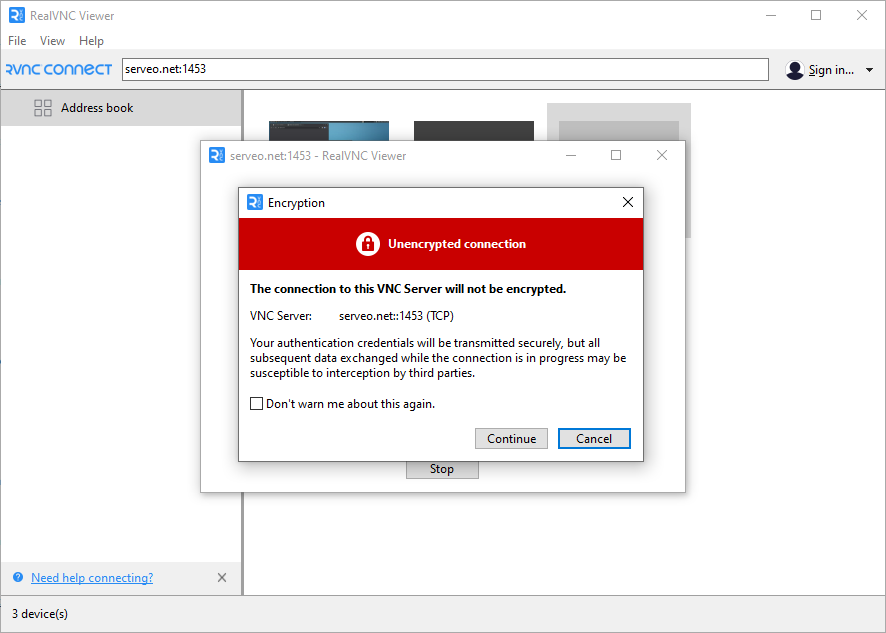 RealVNC Viewer
File View Help
RVNC CONNECT serveo.net:1453 Sign in...
Address book
serveo.net:1453 - RealVNC Viewer
Encryption
Unencrypted connection
The connection to this VNC Server will not be encrypted.
VNC Server: serveo.net::1453 (TCP)
Your authentication credentials will be transmitted securely, but all
subsequent data exchanged while the connection is in progress may be
susceptible to interception by third parties.
Don't warn me about this again.
Continue Cancel
Stop
Need help connecting?
3 device(s)